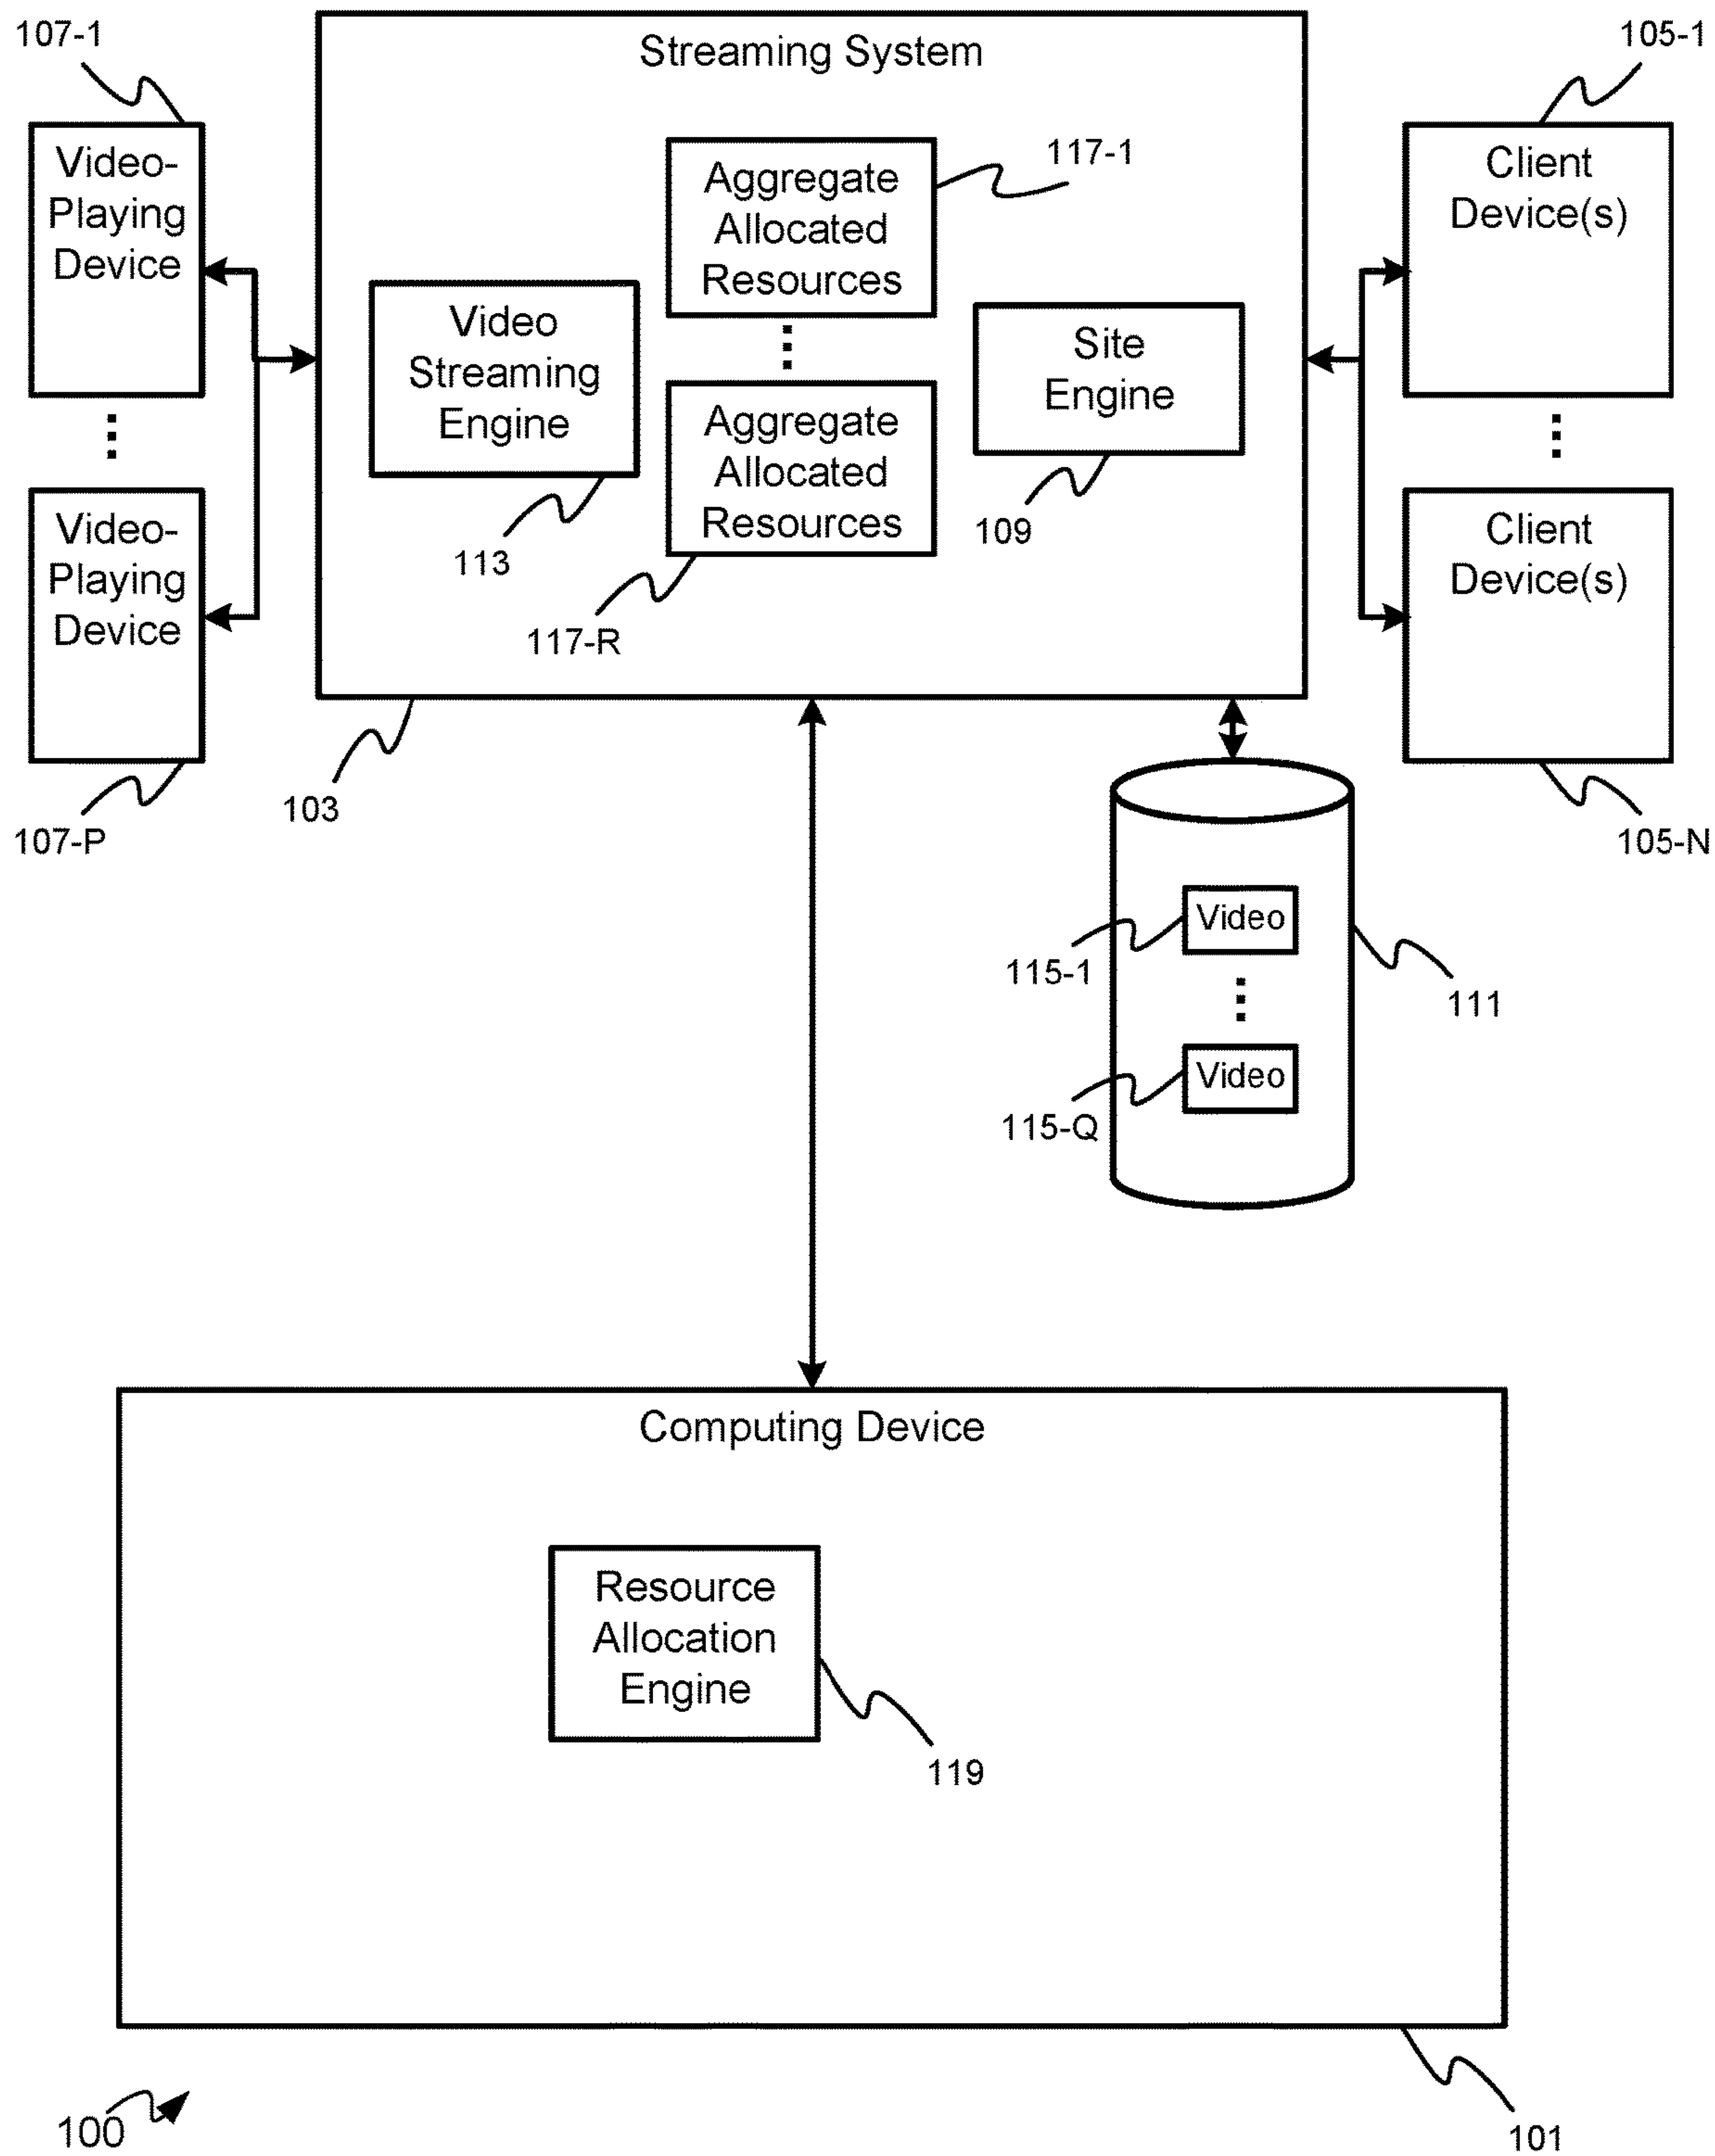 107-1
Streaming System
105-1
Video-
Playing
Device
Aggregate
Allocated
Resources
117-1
Client
Device(s)
Video
Streaming
Engine
Site
Engine
Aggregate
Allocated
Resources
113
109
117-R
Video-
Playing
Device
Client
Device(s)
107-P
103
105-N
Video
115-1
111
Video
115-Q
Computing Device
Resource
Allocation
Engine
119
100
101